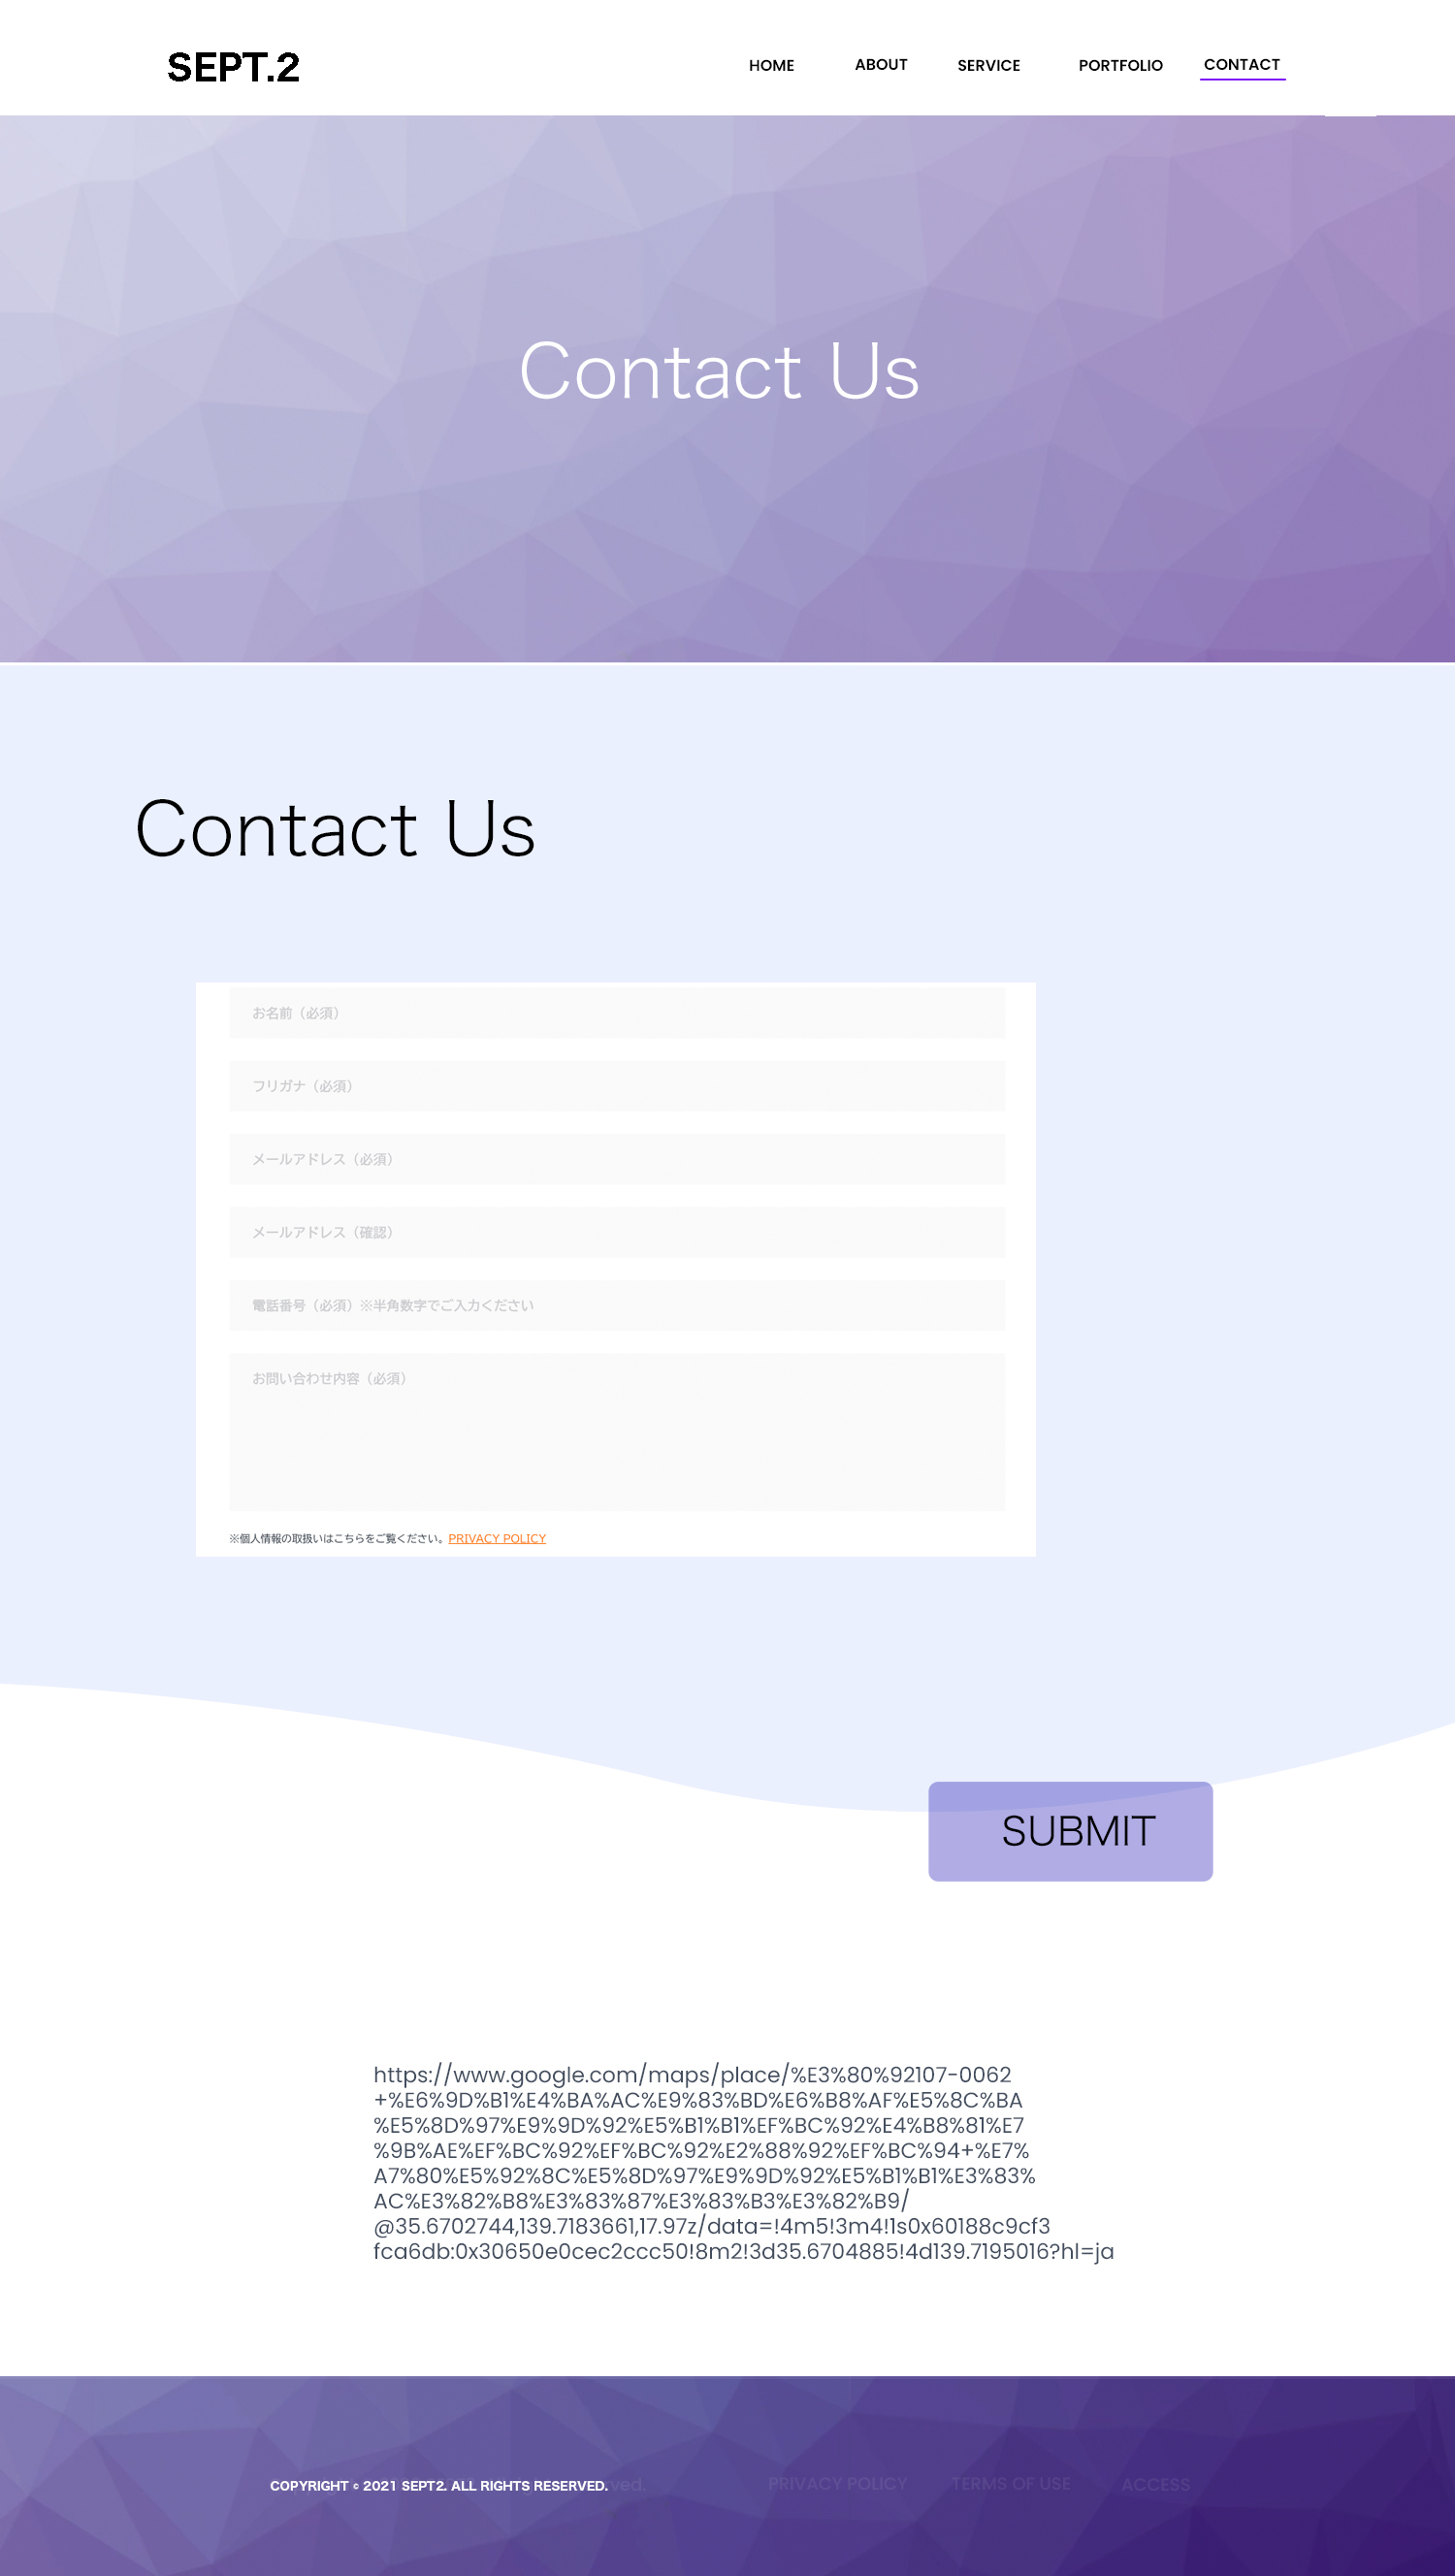 SEPT.2
HOME ABOUT SERVICE PORTFOLIO CONTACT
Contact Us
Contact Us
お名前（必須）
フリガナ（必須）
メールアドレス（必須）
メールアドレス（確認）
電話番号（必須）※半角数字でご入力ください
お問い合わせ内容（必須）
※個人情報の取扱いはこちらをご覧ください。PRIVACY POLICY
SUBMIT
https://www.google.com/maps/place/%E3%80%92107-0062
+%E6%9D%B1%E4%BA%AC%E9%83%BD%E6%B8%AF%E5%8C%BA
%E5%8D%97%E9%9D%92%E5%B1%B1%EF%BC%92%E4%B8%81%E7
%9B%AE%EF%BC%92%EF%BC%92%E2%88%92%EF%BC%94+%E7%
A7%80%E5%92%8C%E5%8D%97%E9%9D%92%E5%B1%B1%E3%83%
AC%E3%82%B8%E3%83%87%E3%83%B3%E3%82%B9/
@35.6702744,139.7183661,17.97z/data=!4m5!3m4!1s0x60188c9cf3
fca6db:0x30650e0cec2ccc50!8m2!3d35.6704885!4d139.7195016?hl=ja
COPYRIGHT © 2021 SEPT2. ALL RIGHTS RESERVED. PRIVACY POLICY TERMS OF USE ACCESS